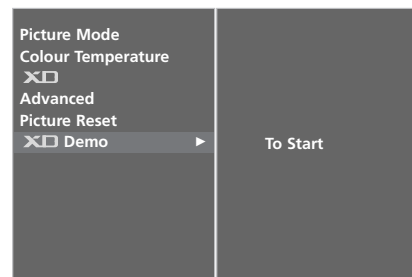 Picture Mode
Colour Temperature
XD
Advanced
Picture Reset
XD Demo
To Start